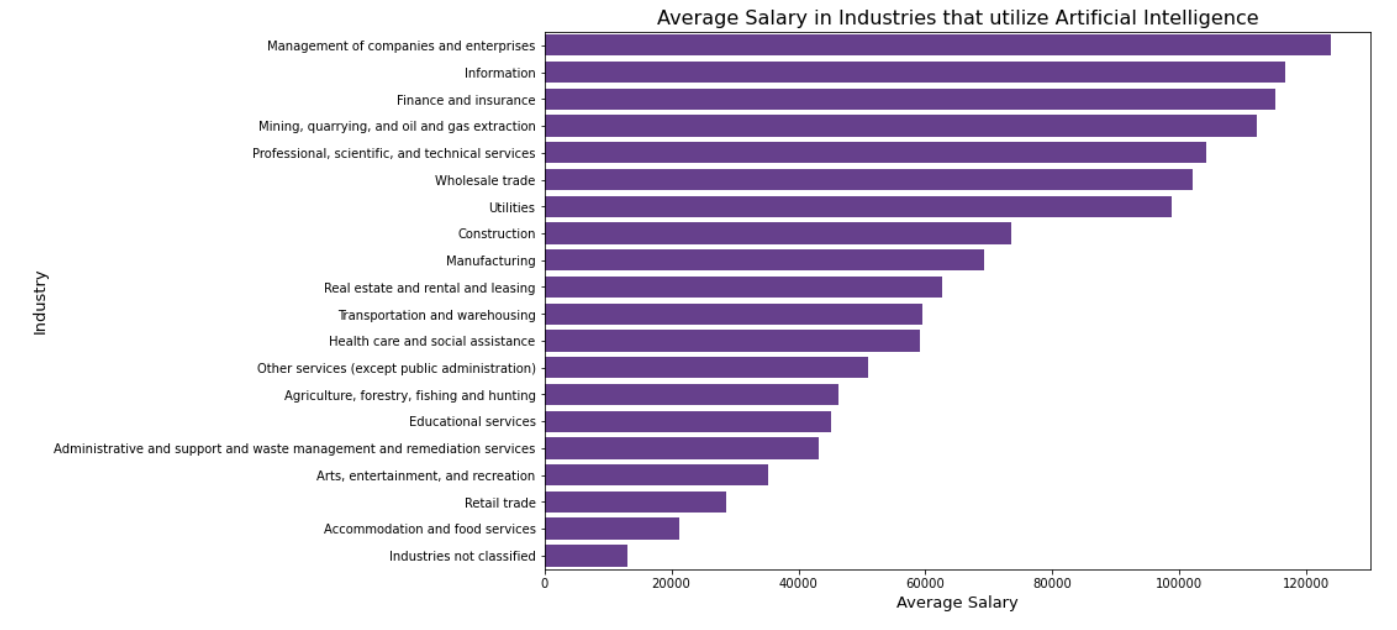 Average Salary in Industries that utilize Artificial Intelligence
Industry
Management of companies and enterprises
Information
Finance and insurance
Mining, quarrying, and oil and gas extraction
Professional, scientific, and technical services
Wholesale trade
Utilities
Construction
Manufacturing
Real estate and rental and leasing
Transportation and warehousing
Health care and social assistance
Other services (except public administration)
Agriculture, forestry, fishing and hunting
Educational services
Administrative and support and waste management and remediation services
Arts, entertainment, and recreation
Retail trade
Accommodation and food services
Industries not classified
0 20000 40000 60000 80000 100000 120000
Average Salary